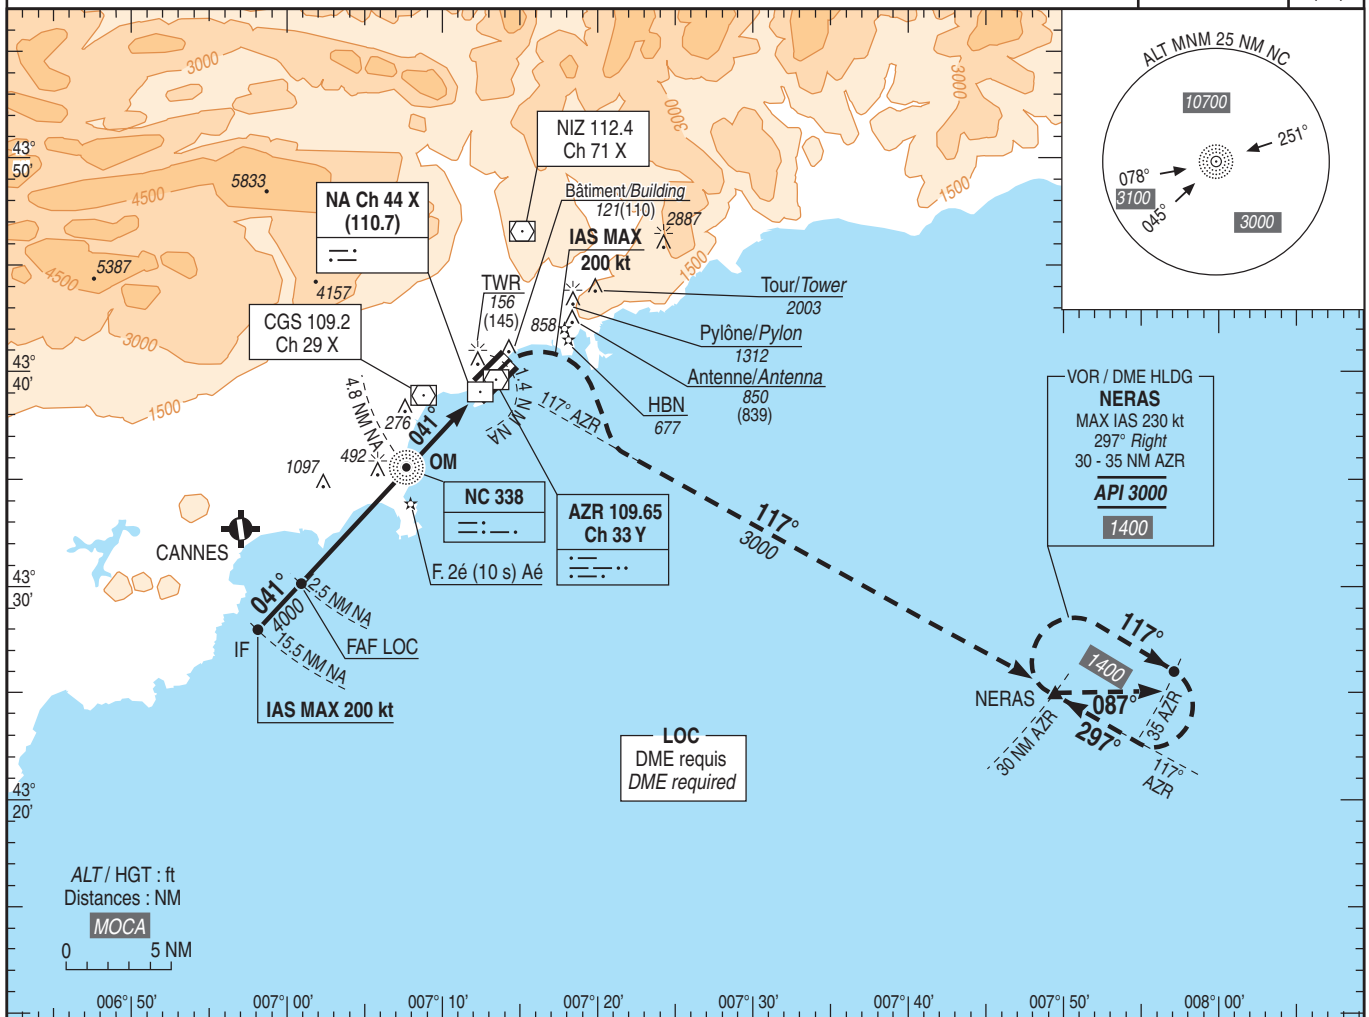 ALT MNM 25 NM NC
10700
251°
078°
3100
045°
3000
3000
3000
3000
NIZ 112.4
Ch 71 X
43°
50'
5833
4500
NA Ch 44 X
(110.7)
Bâtiment/Building
121(110)
2887
1500
IAS MAX
200 kt
1500
5387
4500
4157
TWR
156
(145)
Tour/Tower
2003
CGS 109.2
Ch 29 X
858
Pylône/Pylon
1312
3000
43°
40'
Antenne/Antenna
850
(839)
1500
4.8 NM NA
276
041°
1.4 NM NA
117° AZR
HBN
677
VOR / DME HLDG
NERAS
MAX IAS 230 kt
297° Right
30 - 35 NM AZR
API 3000
1400
1097
492
OM
NC 338
AZR 109.65
Ch 33 Y
117°
3000
CANNES
F. 2é (10 s) Aé
43°
30'
041°
4000
2.5 NM NA
15.5 NM NA
IF
FAF LOC
117°
1400
NERAS
087°
35 AZR
297°
30 NM AZR
117°
AZR
IAS MAX 200 kt
LOC
DME requis
DME required
43°
20'
ALT / HGT : ft
Distances : NM
MOCA
0 5 NM
006° 50' 007° 00' 007° 10' 007° 20' 007° 30' 007° 40' 007° 50' 008° 00'